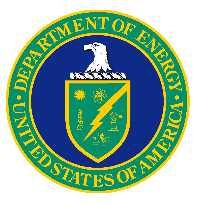 · DEPARTMENT OF ENERGY ·
UNITED STATES OF AMERICA